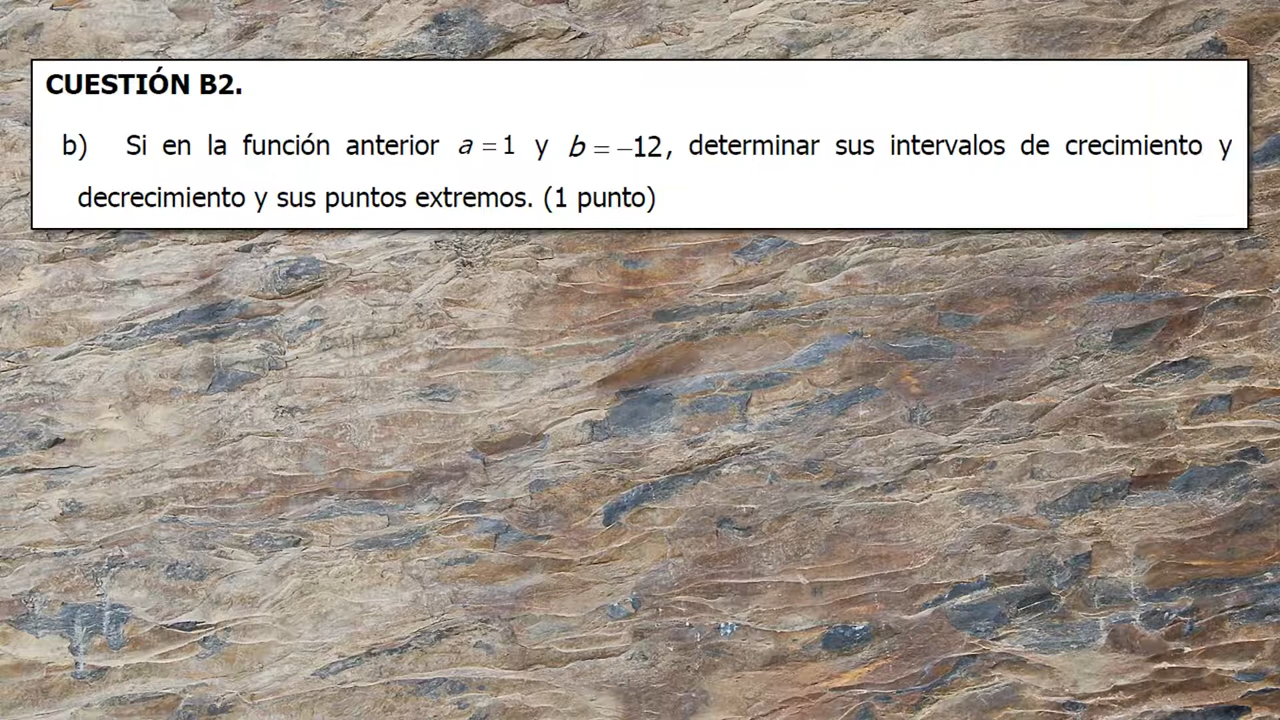 CUESTIÓN B2.
b) Si en la función anterior a = 1 y b = −12, determinar sus intervalos de crecimiento y
decrecimiento y sus puntos extremos. (1 punto)